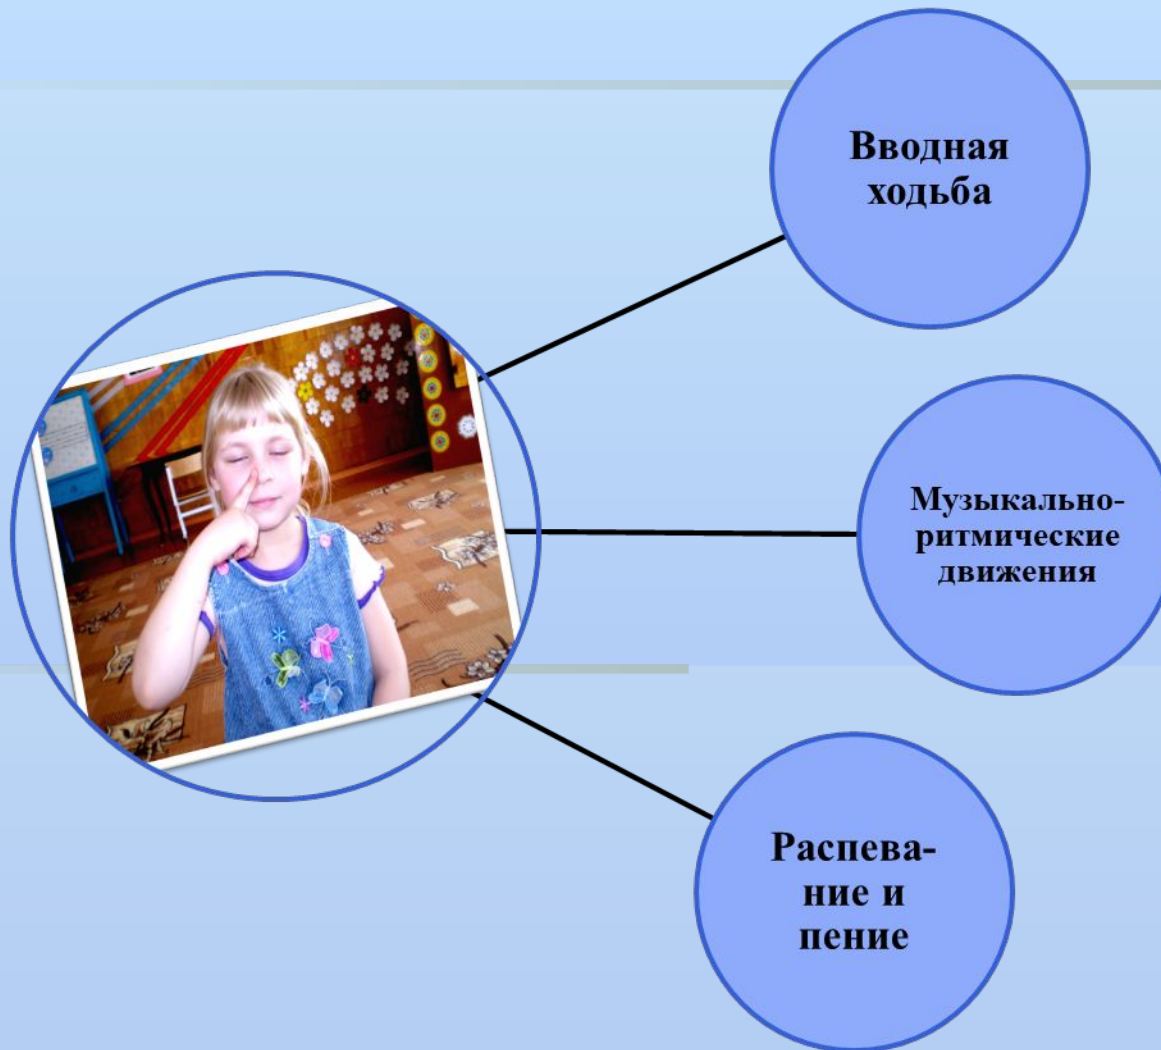 Вводная
ходьба
Музыкально-
ритмические
движения
Распева-
ние и
пение